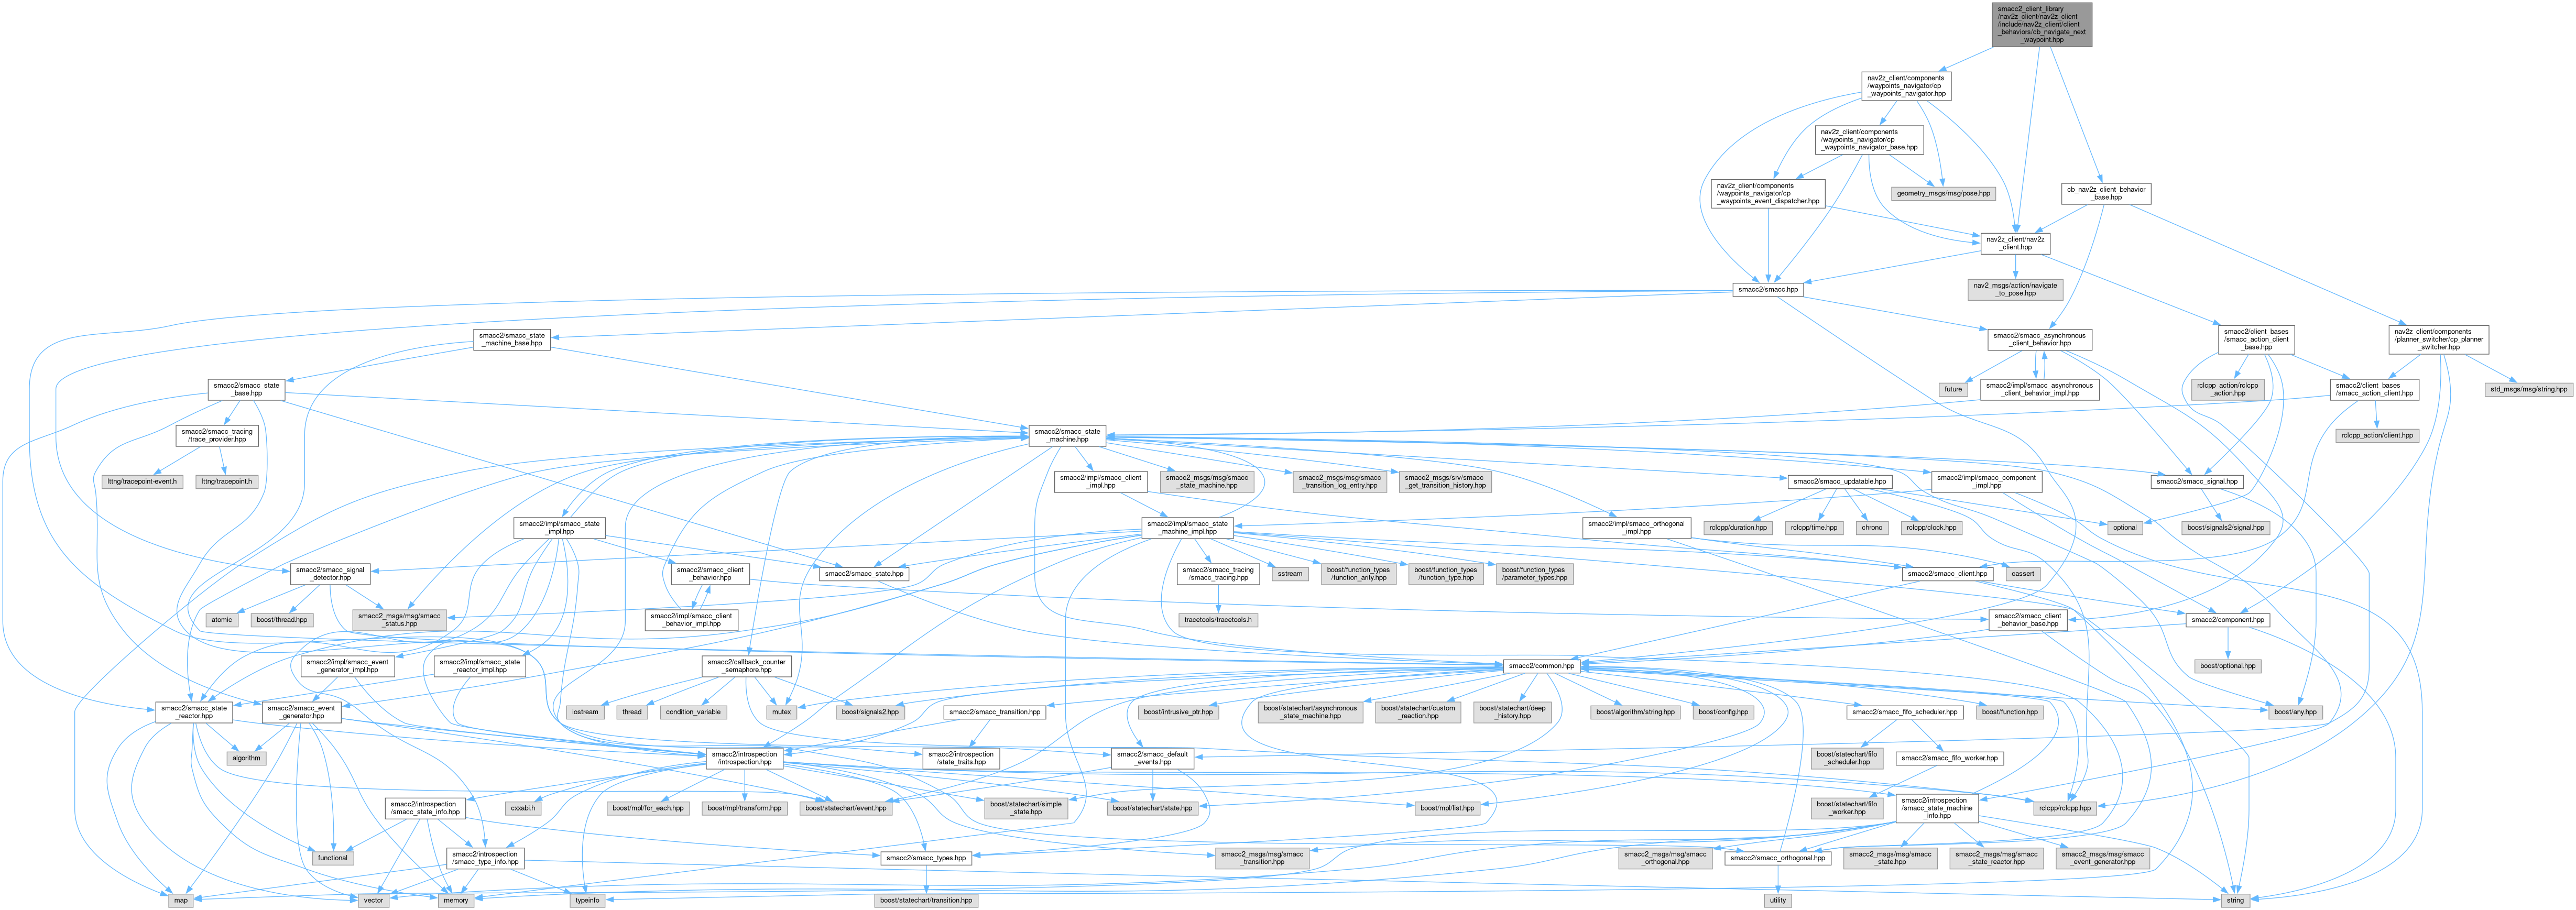 smacc2_client_library
/nav2z_client/nav2z_client
/include/nav2z_client/client
_behaviors/cb_navigate_next
_waypoint.hpp
nav2z_client/components
/waypoints_navigator/cp
_waypoints_navigator.hpp
nav2z_client/components
/waypoints_navigator/cp
_waypoints_navigator_base.hpp
nav2z_client/components
/waypoints_navigator/cp
_waypoints_event_dispatcher.hpp
geometry_msgs/msg/pose.hpp
cb_nav2z_client_behavior
_base.hpp
nav2z_client/nav2z
_client.hpp
nav2_msgs/action/navigate
_to_pose.hpp
smacc2/smacc.hpp
smacc2/smacc_state
_machine_base.hpp
smacc2/smacc_asynchronous
_client_behavior.hpp
smacc2/client_bases
/smacc_action_client
_base.hpp
nav2z_client/components
/planner_switcher/cp_planner
_switcher.hpp
smacc2/smacc_state
_base.hpp
future
smacc2/impl/smacc_asynchronous
_client_behavior_impl.hpp
rclcpp_action/rclcpp
_action.hpp
smacc2/client_bases
/smacc_action_client.hpp
std_msgs/msg/string.hpp
smacc2/smacc_tracing
/trace_provider.hpp
smacc2/smacc_state
_machine.hpp
rclcpp_action/client.hpp
lttng/tracepoint-event.h
lttng/tracepoint.h
smacc2/impl/smacc_client
_impl.hpp
smacc2_msgs/msg/smacc
_state_machine.hpp
smacc2_msgs/msg/smacc
_transition_log_entry.hpp
smacc2_msgs/srv/smacc
_get_transition_history.hpp
smacc2/smacc_updatable.hpp
smacc2/impl/smacc_component
_impl.hpp
smacc2/smacc_signal.hpp
smacc2/impl/smacc_state
_impl.hpp
smacc2/impl/smacc_state
_machine_impl.hpp
smacc2/impl/smacc_orthogonal
_impl.hpp
rclcpp/duration.hpp
rclcpp/time.hpp
chrono
rclcpp/clock.hpp
optional
boost/signals2/signal.hpp
smacc2/smacc_signal
_detector.hpp
smacc2/smacc_client
_behavior.hpp
smacc2/smacc_state.hpp
smacc2/smacc_tracing
/smacc_tracing.hpp
sstream
boost/function_types
/function_arity.hpp
boost/function_types
/function_type.hpp
boost/function_types
/parameter_types.hpp
smacc2/smacc_client.hpp
cassert
atomic
boost/thread.hpp
smacc2_msgs/msg/smacc
_status.hpp
smacc2/impl/smacc_client
_behavior_impl.hpp
tracetools/tracetools.h
smacc2/smacc_client
_behavior_base.hpp
smacc2/component.hpp
smacc2/impl/smacc_event
_generator_impl.hpp
smacc2/impl/smacc_state
_reactor_impl.hpp
smacc2/callback_counter
_semaphore.hpp
smacc2/common.hpp
boost/optional.hpp
smacc2/smacc_state
_reactor.hpp
smacc2/smacc_event
_generator.hpp
iostream
thread
condition_variable
mutex
boost/signals2.hpp
smacc2/smacc_transition.hpp
boost/intrusive_ptr.hpp
boost/statechart/asynchronous
_state_machine.hpp
boost/statechart/custom
_reaction.hpp
boost/statechart/deep
_history.hpp
boost/algorithm/string.hpp
boost/config.hpp
smacc2/smacc_fifo_scheduler.hpp
boost/function.hpp
boost/any.hpp
algorithm
smacc2/introspection
/introspection.hpp
smacc2/introspection
/state_traits.hpp
smacc2/smacc_default
_events.hpp
boost/statechart/fifo
_scheduler.hpp
smacc2/smacc_fifo_worker.hpp
smacc2/introspection
/smacc_state_info.hpp
cxxabi.h
boost/mpl/for_each.hpp
boost/mpl/transform.hpp
boost/statechart/event.hpp
boost/statechart/simple
_state.hpp
boost/statechart/state.hpp
boost/mpl/list.hpp
boost/statechart/fifo
_worker.hpp
smacc2/introspection
/smacc_state_machine
_info.hpp
rclcpp/rclcpp.hpp
functional
smacc2/introspection
/smacc_type_info.hpp
smacc2/smacc_types.hpp
smacc2_msgs/msg/smacc
_transition.hpp
smacc2_msgs/msg/smacc
_orthogonal.hpp
smacc2/smacc_orthogonal.hpp
smacc2_msgs/msg/smacc
_state.hpp
smacc2_msgs/msg/smacc
_state_reactor.hpp
smacc2_msgs/msg/smacc
_event_generator.hpp
map
vector
memory
typeinfo
boost/statechart/transition.hpp
utility
string